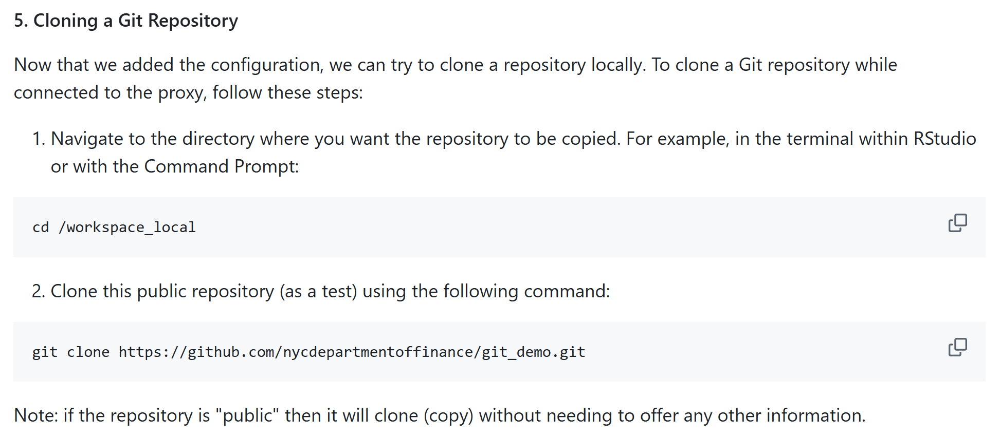 5. Cloning a Git Repository
Now that we added the configuration, we can try to clone a repository locally. To clone a Git repository while
connected to the proxy, follow these steps:
1. Navigate to the directory where you want the repository to be copied. For example, in the terminal within RStudio
or with the Command Prompt:
cd /workspace_local
2. Clone this public repository (as a test) using the following command:
git clone https://github.com/nycdepartmentoffinance/git_demo.git
Note: if the repository is "public" then it will clone (copy) without needing to offer any other information.